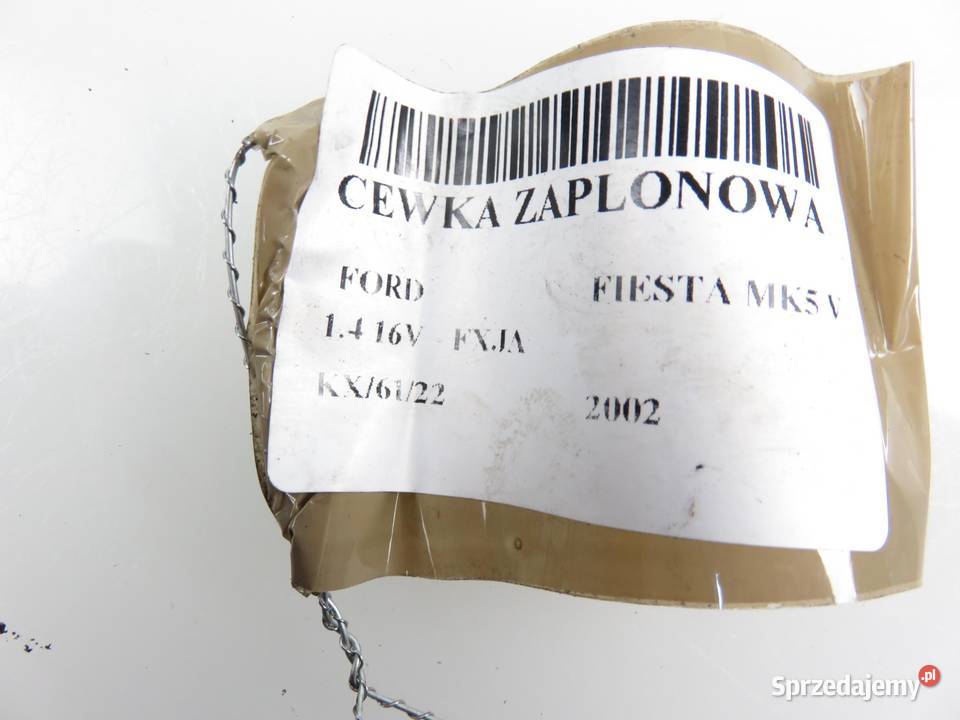 CEWKA ZAPLONOWA
FORD FIESTA MK5 V
1.4 16V FXJA
KX/61/22 2002
Sprzedajemy.pl